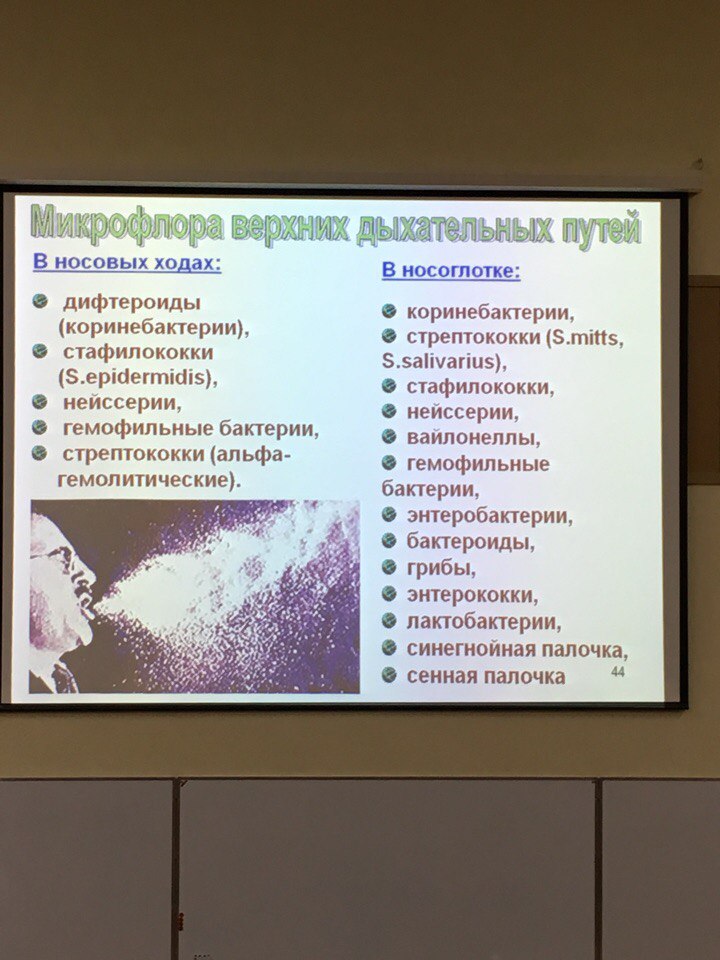 Микрофлора верхних дыхательных путей
В носовых ходах:
дифтероиды
(коринебактерии),
стафилококки
(S.epidermidis),
нейссерии,
гемофильные бактерии,
стрептококки (альфа-
гемолитические).
В носоглотке:
коринебактерии,
стрептококки (S.mitts,
S.salivarius),
стафилококки,
нейссерии,
вайлонеллы,
гемофильные
бактерии,
энтеробактерии,
бактероиды,
грибы,
энтерококки,
лактобактерии,
синегнойная палочка,
сенная палочка
44